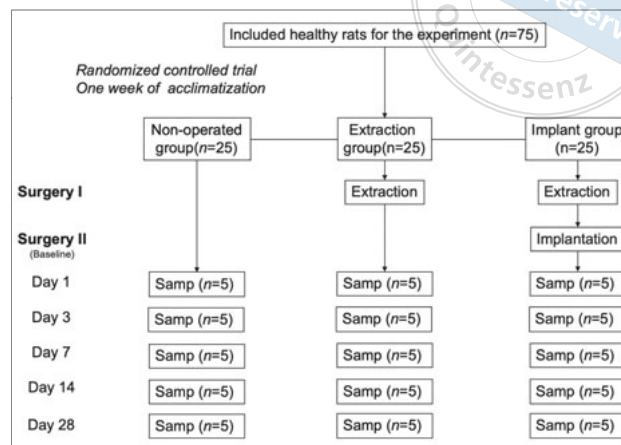 reserv
Quintessenz
Included healthy rats for the experiment (n=75)
Randomized controlled trial
One week of acclimatization
Non-operated
group(n=25)
Extraction
group(n=25)
Implant group
(n=25)
Surgery I
Extraction
Extraction
Surgery II
(Baseline)
Implantation
Day 1
Samp (n=5)
Samp (n=5)
Samp (n=5)
Day 3
Samp (n=5)
Samp (n=5)
Samp (n=5)
Day 7
Samp (n=5)
Samp (n=5)
Samp (n=5)
Day 14
Samp (n=5)
Samp (n=5)
Samp (n=5)
Day 28
Samp (n=5)
Samp (n=5)
Samp (n=5)